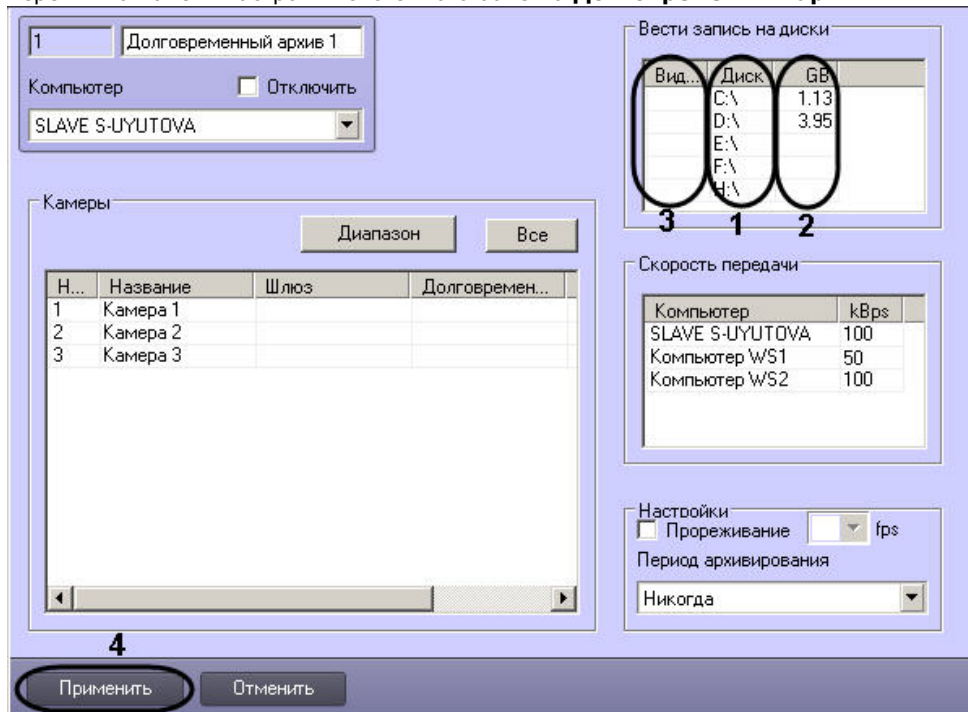 1 Долговременный архив 1
Компьютер Отключить
SLAVE S-UYUTOVA
Камеры
Диапазон Все
Н... Название Шлюз Долговремен...
1 Камера 1
2 Камера 2
3 Камера 3
Вести запись на диски
Вид... Диск GB
C:\ 1.13
D:\ 3.95
E:\
F:\
H:\
3 1 2
Скорость передачи
Компьютер kBps
SLAVE S-UYUTOVA 100
Компьютер WS1 50
Компьютер WS2 100
Настройки
Прореживание fps
Период архивирования
Никогда
4
Применить Отменить